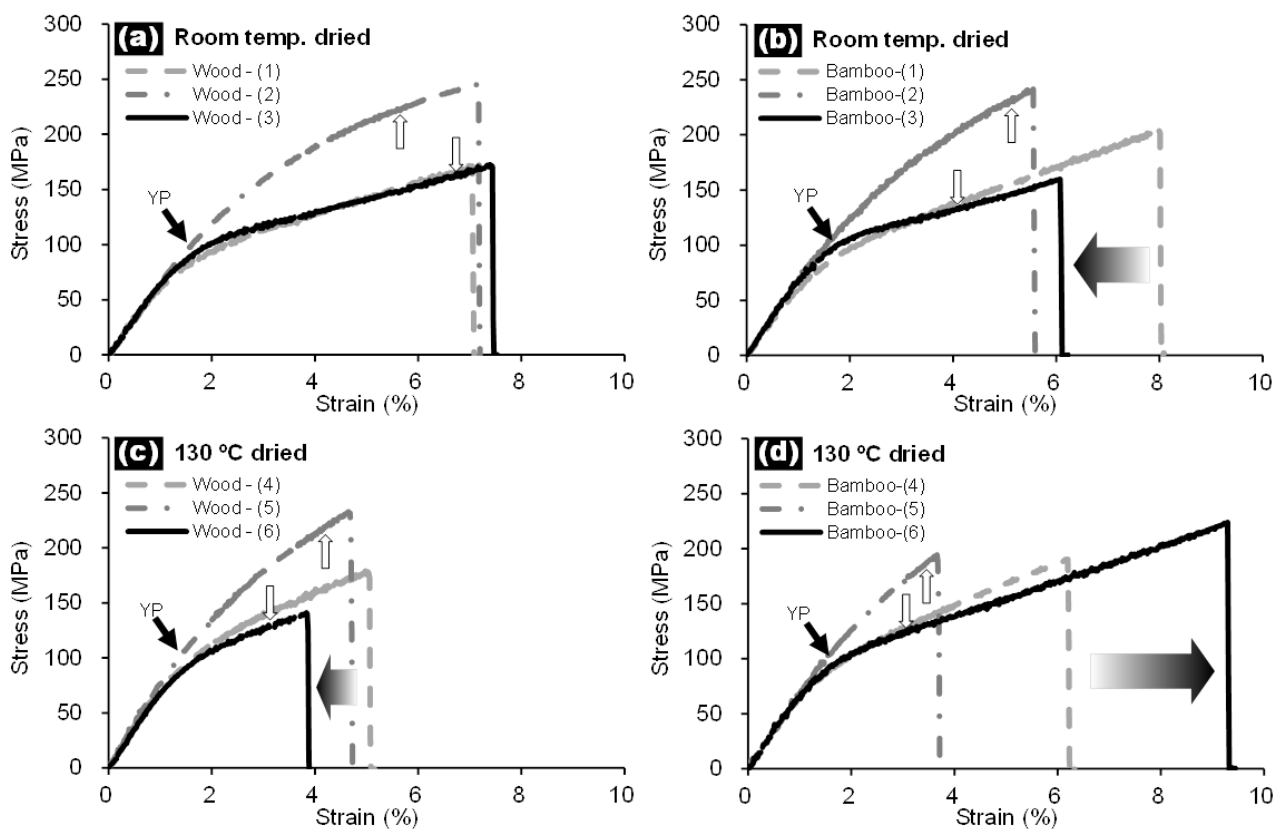 (a) Room temp. dried
Wood - (1)
Wood - (2)
Wood - (3)
YP
Stress (MPa)
300
250
200
150
100
50
0
0 2 4 6 8 10
Strain (%)
(b) Room temp. dried
Bamboo-(1)
Bamboo-(2)
Bamboo-(3)
YP
Stress (MPa)
300
250
200
150
100
50
0
0 2 4 6 8 10
Strain (%)
(c) 130 ºC dried
Wood - (4)
Wood - (5)
Wood - (6)
YP
Stress (MPa)
300
250
200
150
100
50
0
0 2 4 6 8 10
Strain (%)
(d) 130 ºC dried
Bamboo-(4)
Bamboo-(5)
Bamboo-(6)
YP
Stress (MPa)
300
250
200
150
100
50
0
0 2 4 6 8 10
Strain (%)